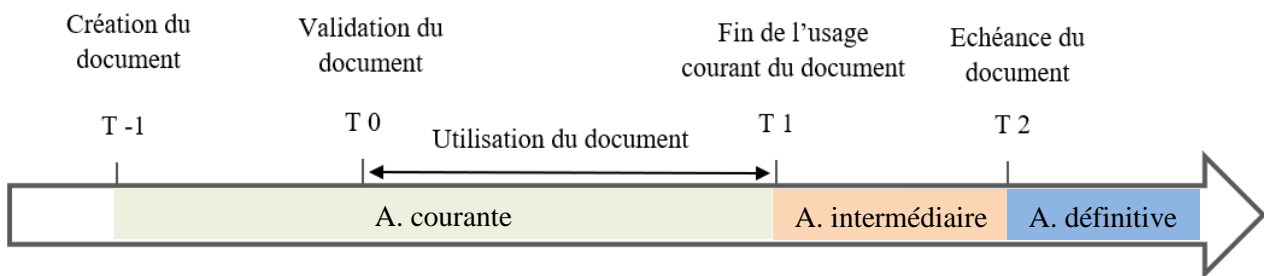 Création du
document
Validation du
document
Fin de l’usage
courant du document
Echéance du
document
T -1
T 0
T 1
T 2
Utilisation du document
A. courante
A. intermédiaire
A. définitive